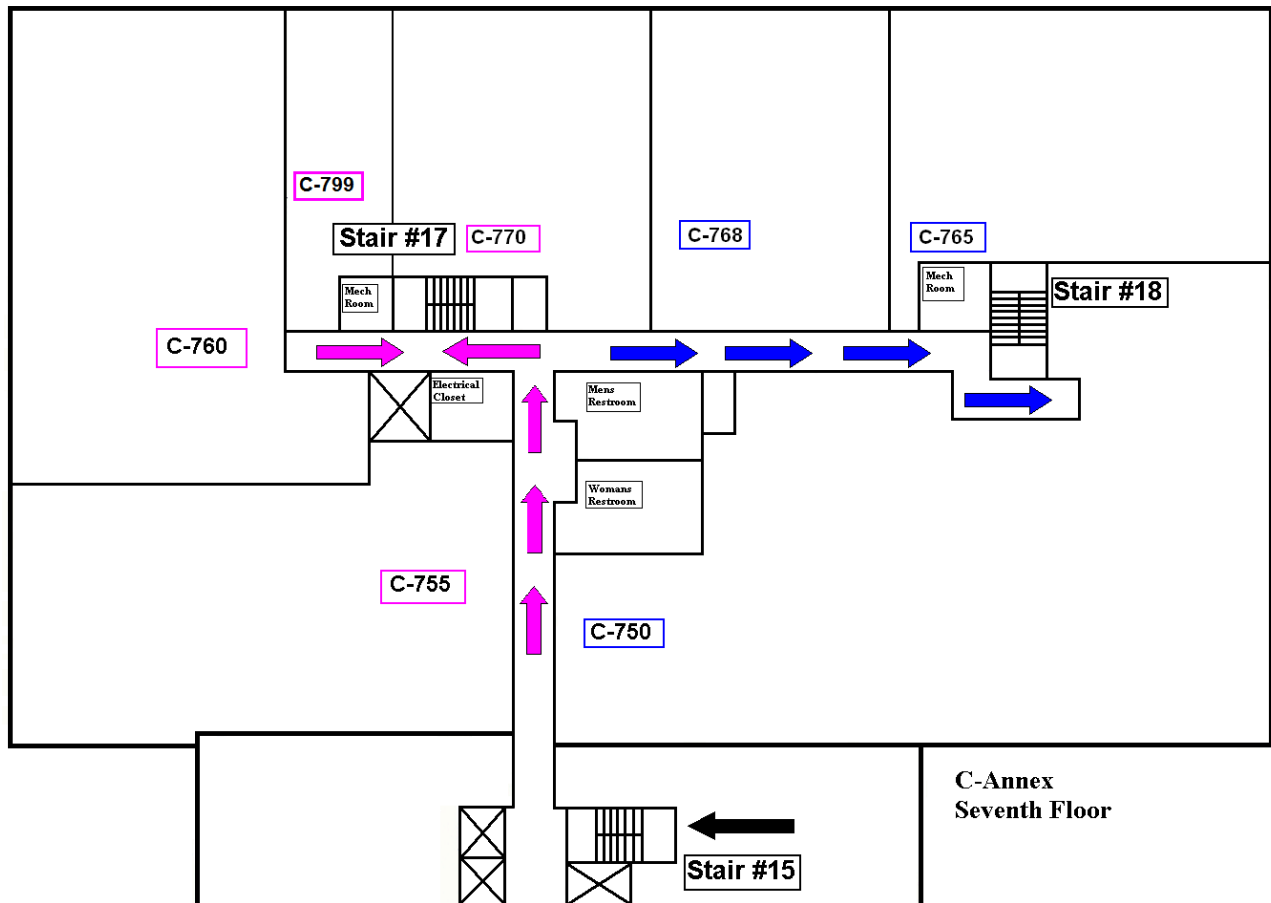 C-799
Stair #17
C-770
C-768
C-765
Mech
Room
Mech
Room
Stair #18
C-760
Electrical
Closet
Mens
Restroom
Womans
Restroom
C-755
C-750
C-Annex
Seventh Floor
Stair #15